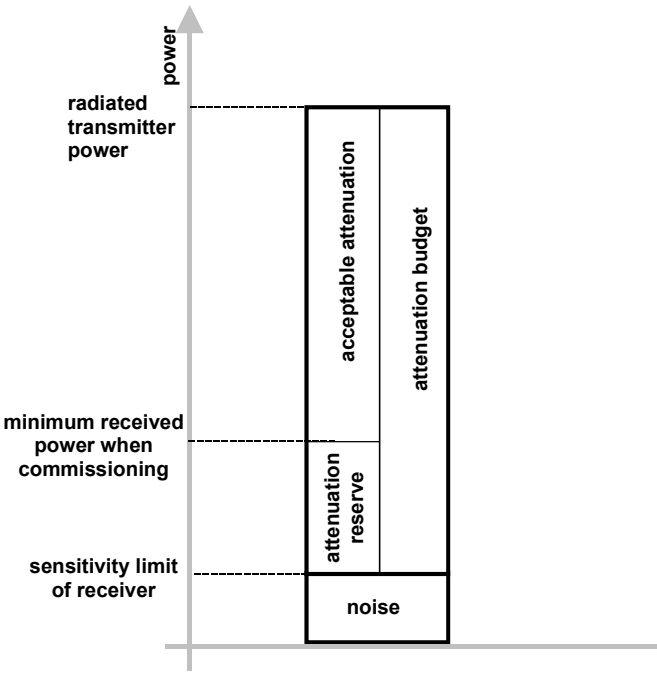 power
radiated
transmitter
power
acceptable attenuation
attenuation budget
minimum received
power when
commissioning
attenuation
reserve
sensitivity limit
of receiver
noise